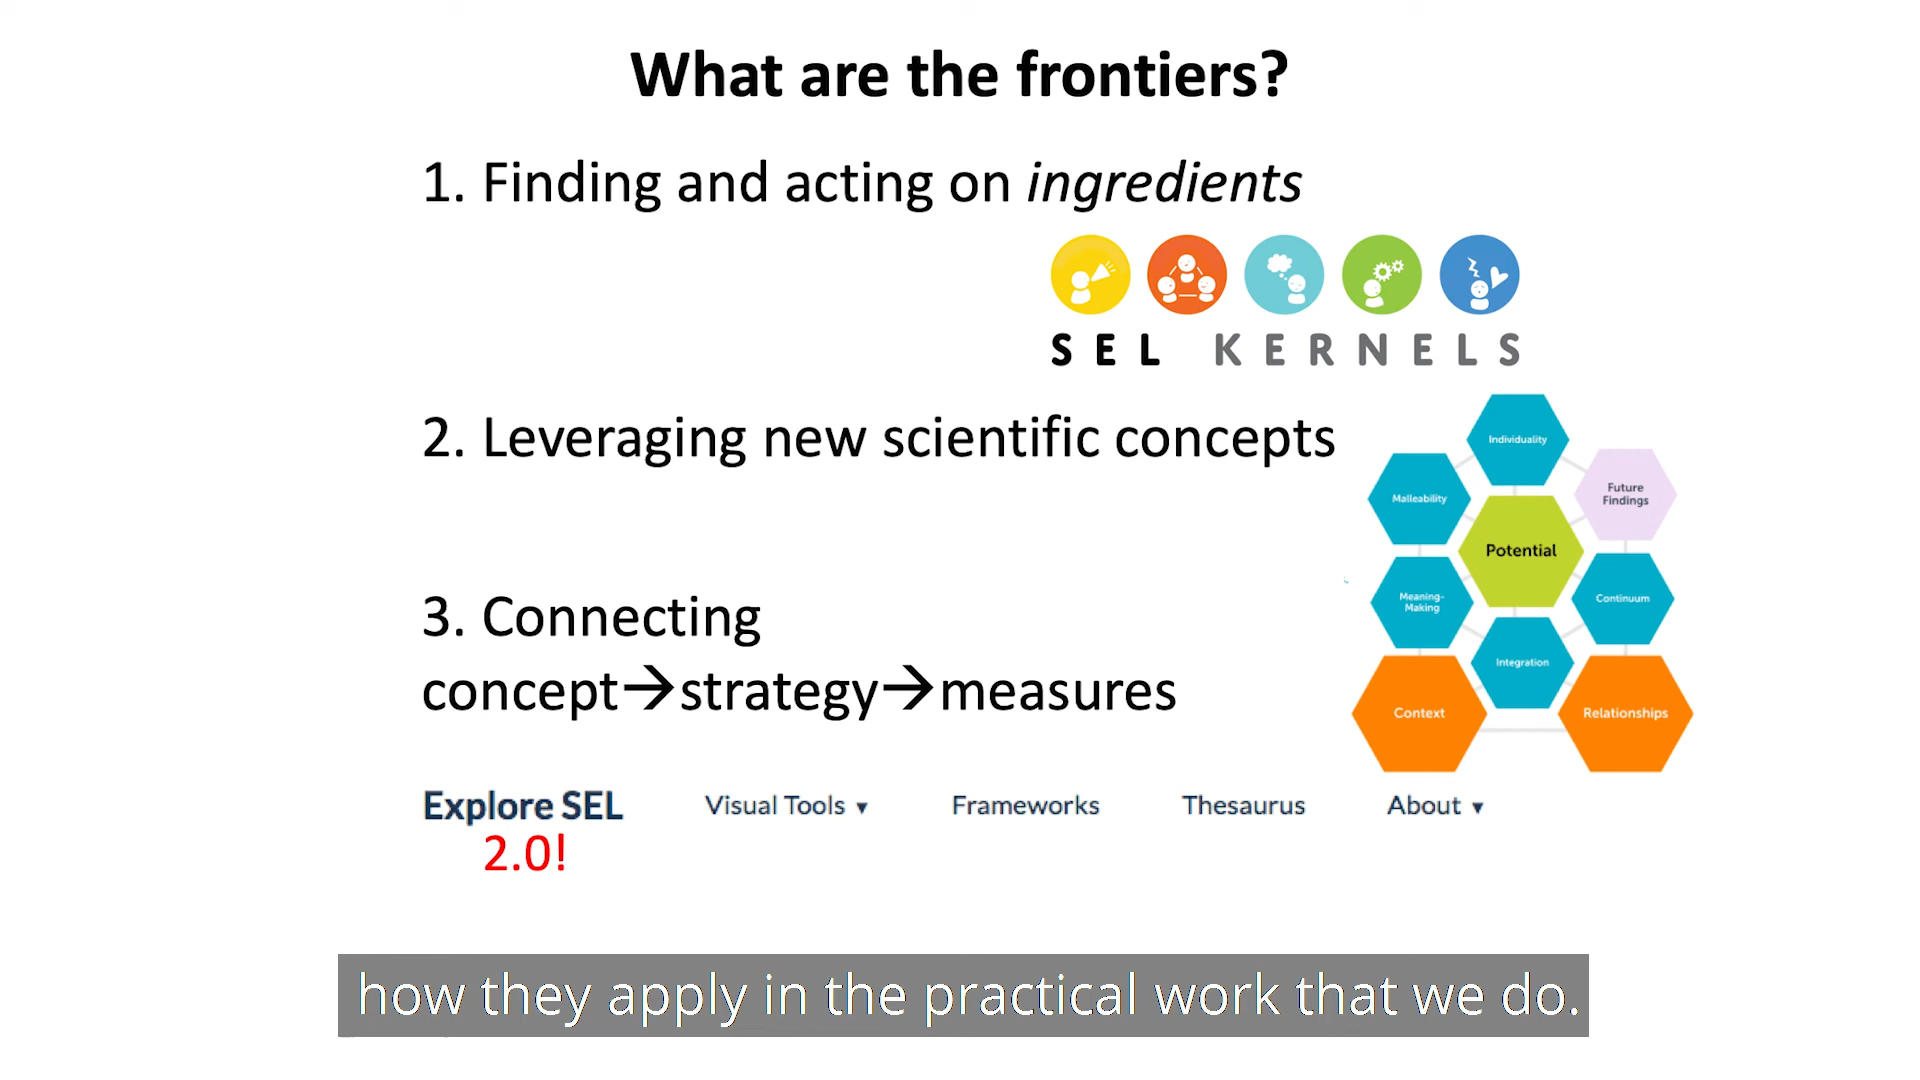 What are the frontiers?
1. Finding and acting on ingredients
SEL KERNELS
2. Leveraging new scientific concepts
Individuality
Malleability
Future
Findings
Potential
Meaning-
Making
Continuum
Integration
Context
Relationships
3. Connecting
concept→strategy→measures
Explore SEL
2.0!
Visual Tools ▼
Frameworks
Thesaurus
About ▼
how they apply in the practical work that we do.